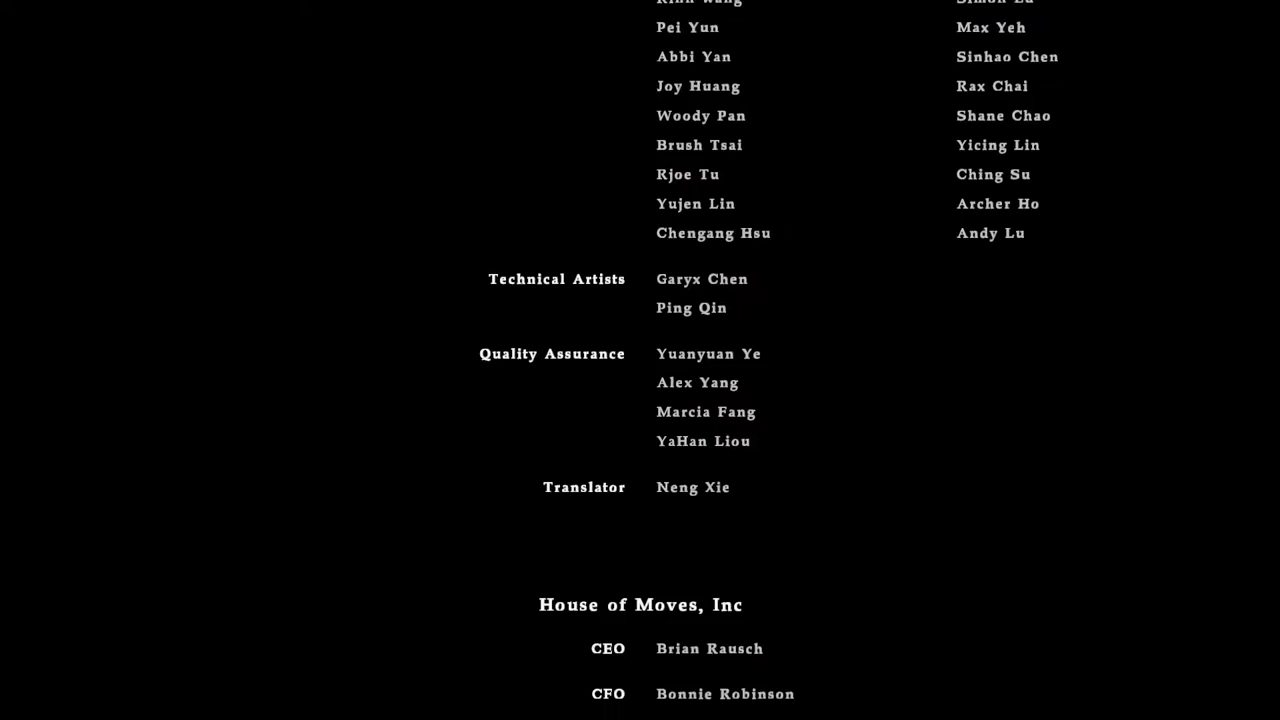 Pei Yun Max Yeh
Abbi Yan Sinhao Chen
Joy Huang Rax Chai
Woody Pan Shane Chao
Brush Tsai Yicing Lin
Rjoe Tu Ching Su
Yujen Lin Archer Ho
Chengang Hsu Andy Lu
Technical Artists Garyx Chen
Ping Qin
Quality Assurance Yuanyuan Ye
Alex Yang
Marcia Fang
YaHan Liou
Translator Neng Xie
House of Moves, Inc
CEO Brian Rausch
CFO Bonnie Robinson